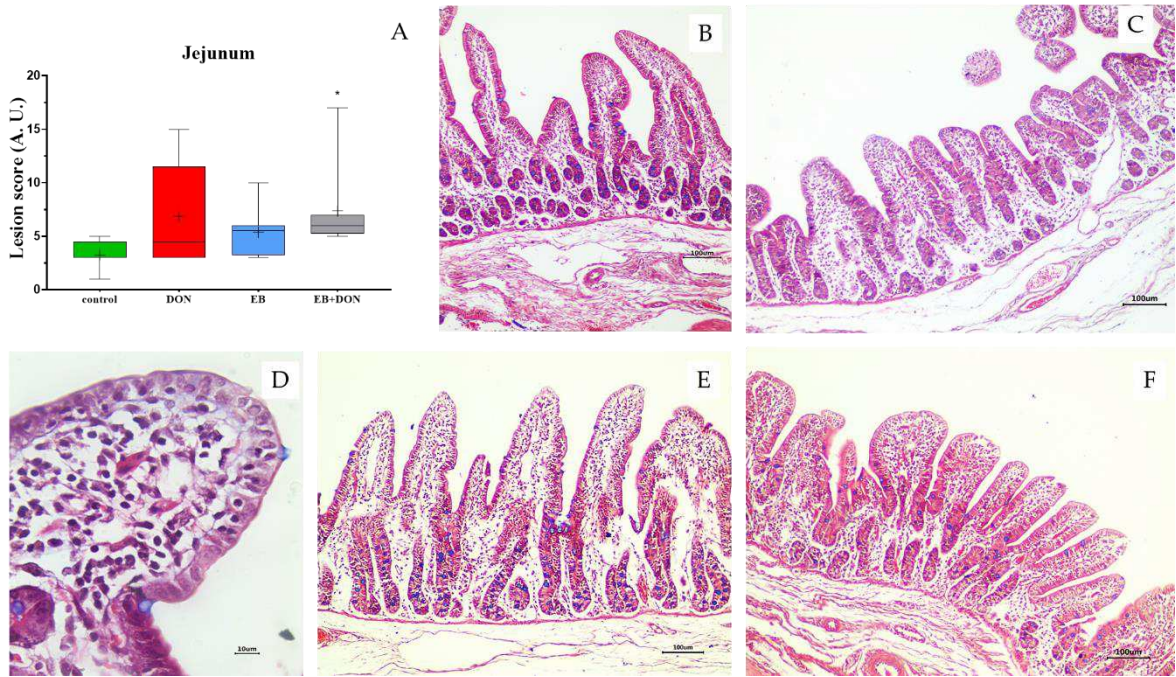 A
Jejunum
Lesion score (A. U.)
20
15
10
5
0
*
control
DON
EB
EB+DON
B
100um
C
100um
D
10um
E
100um
F
100um